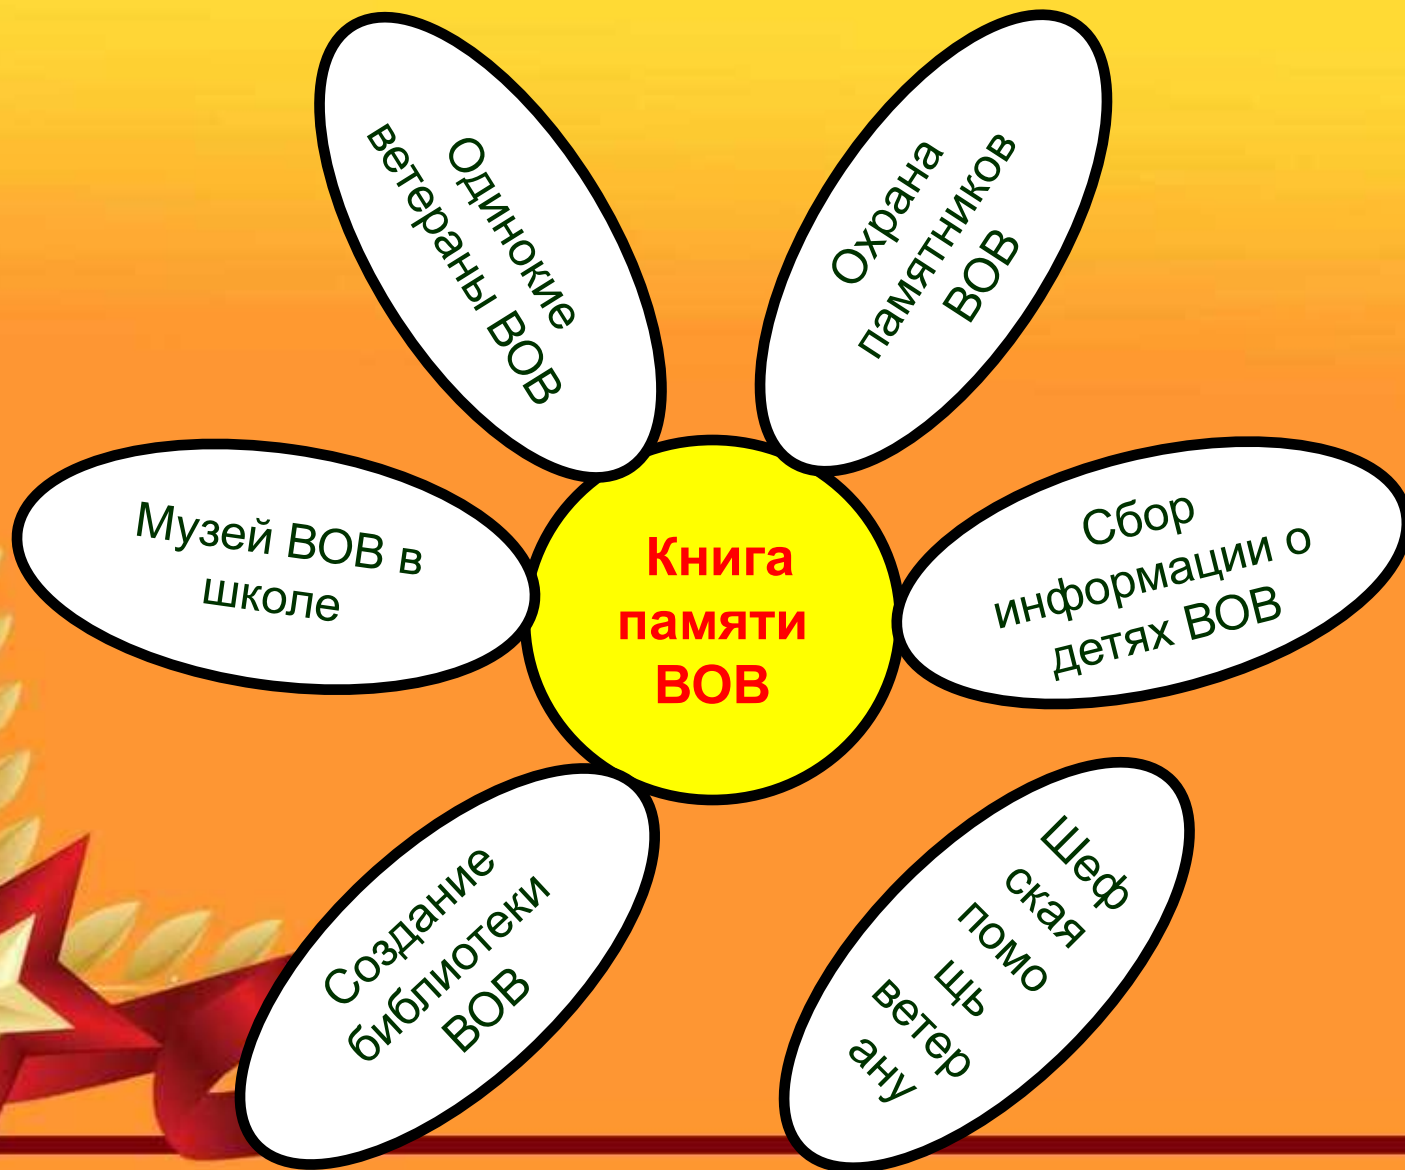 Одинокие
ветераны ВОВ
Охрана
памятников
ВОВ
Музей ВОВ в
школе
Книга
памяти
ВОВ
Сбор
информации о
детях ВОВ
Создание
библиотеки
ВОВ
Шеф
ская
помо
щь
ветер
ану